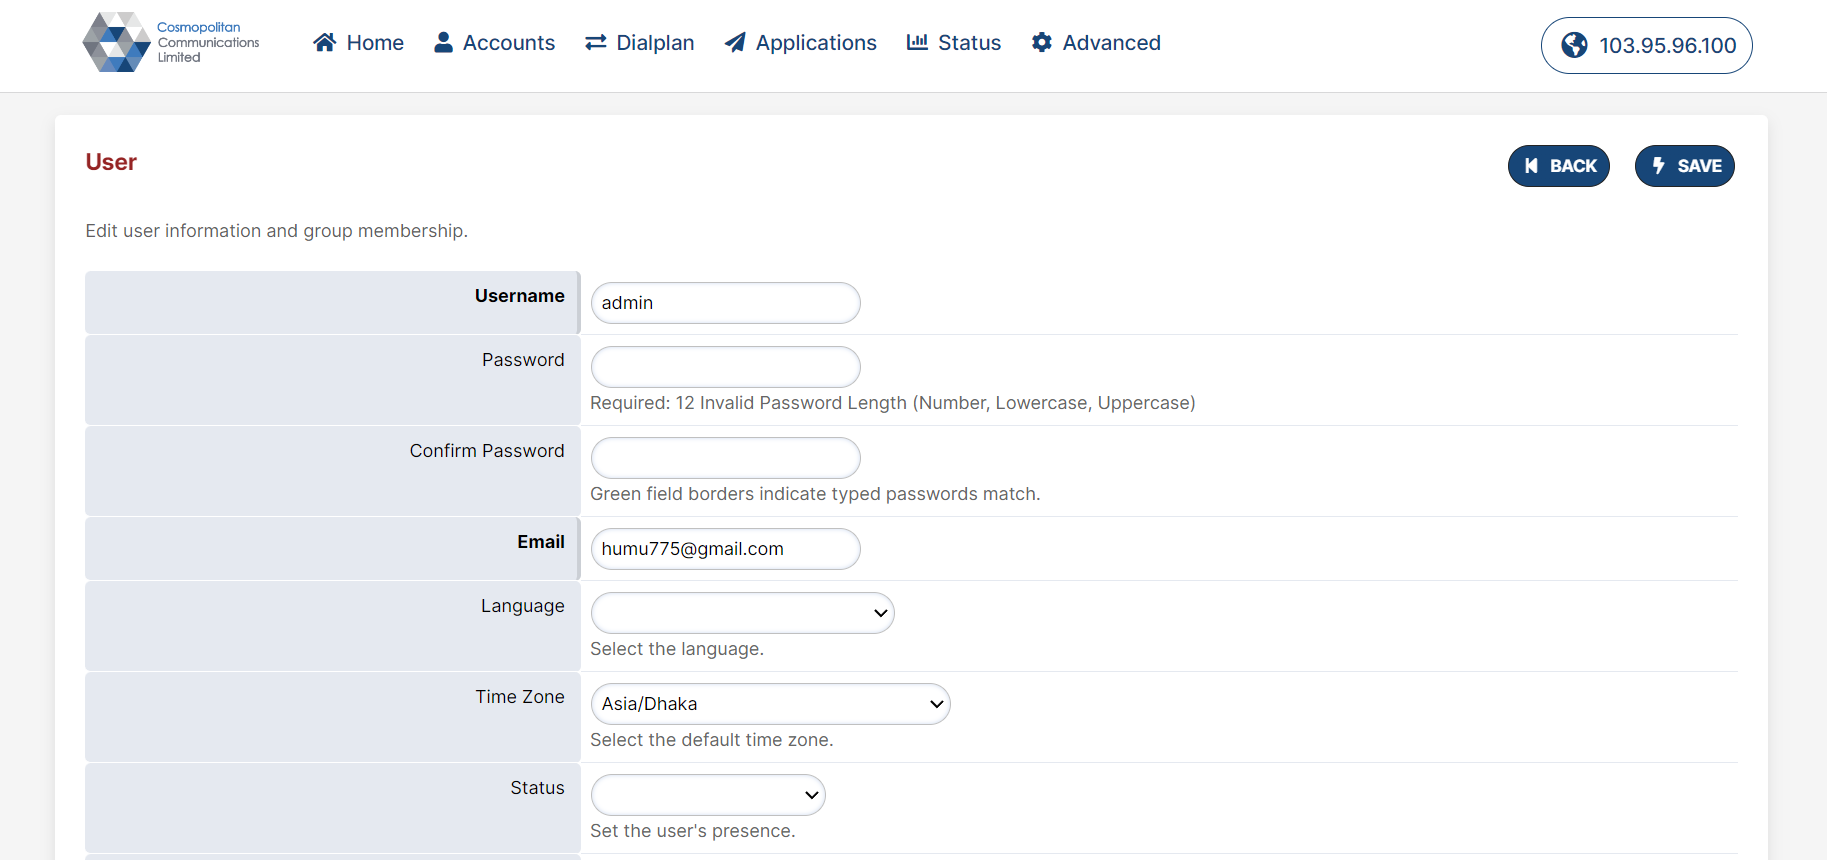 Cosmopolitan
Communications
Limited
Home
Accounts
Dialplan
Applications
Status
Advanced
103.95.96.100
User
BACK
SAVE
Edit user information and group membership.
Username
admin
Password
Required: 12 Invalid Password Length (Number, Lowercase, Uppercase)
Confirm Password
Green field borders indicate typed passwords match.
Email
humu775@gmail.com
Language
Select the language.
Time Zone
Asia/Dhaka
Select the default time zone.
Status
Set the user's presence.